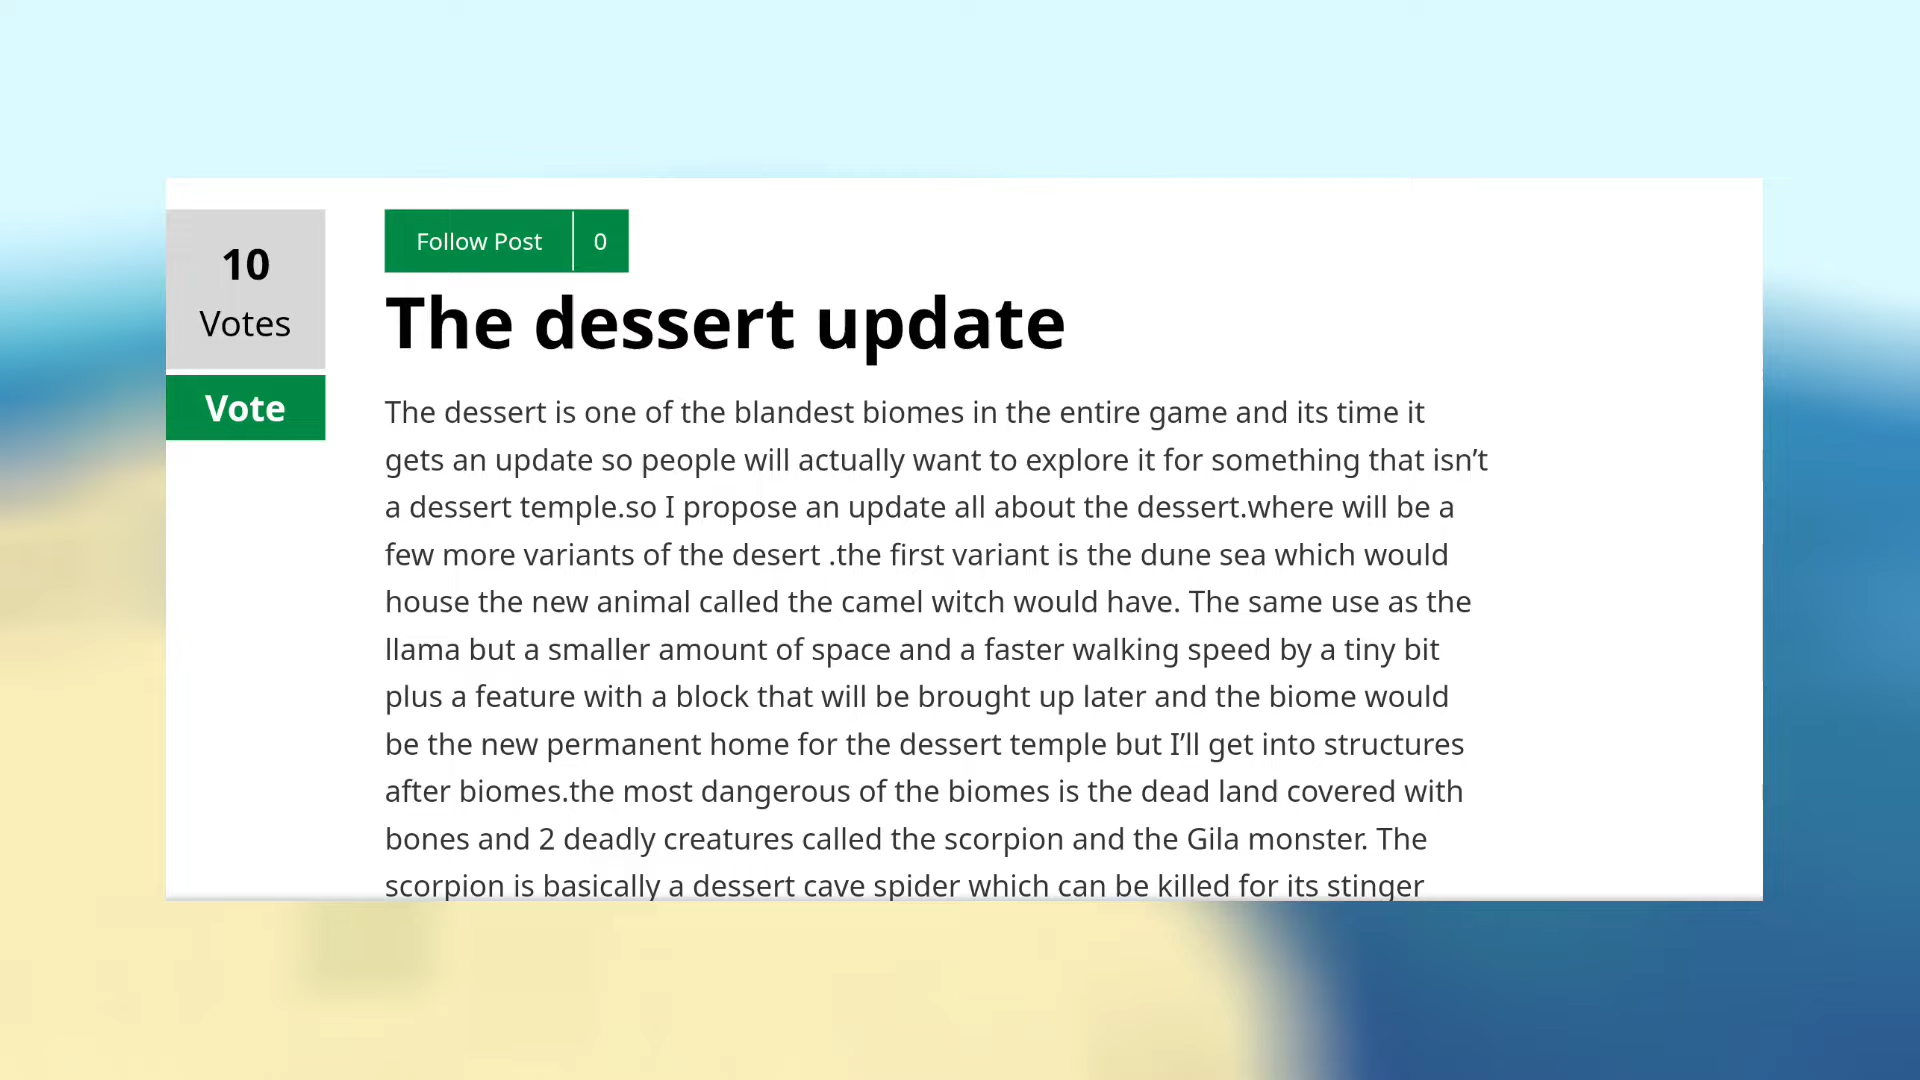 10
Votes
Vote
Follow Post 0
The dessert update
The dessert is one of the blandest biomes in the entire game and its time it
gets an update so people will actually want to explore it for something that isn’t
a dessert temple.so I propose an update all about the dessert.where will be a
few more variants of the desert .the first variant is the dune sea which would
house the new animal called the camel witch would have. The same use as the
llama but a smaller amount of space and a faster walking speed by a tiny bit
plus a feature with a block that will be brought up later and the biome would
be the new permanent home for the dessert temple but I’ll get into structures
after biomes.the most dangerous of the biomes is the dead land covered with
bones and 2 deadly creatures called the scorpion and the Gila monster. The
scorpion is basically a dessert cave spider which can be killed for its stinger